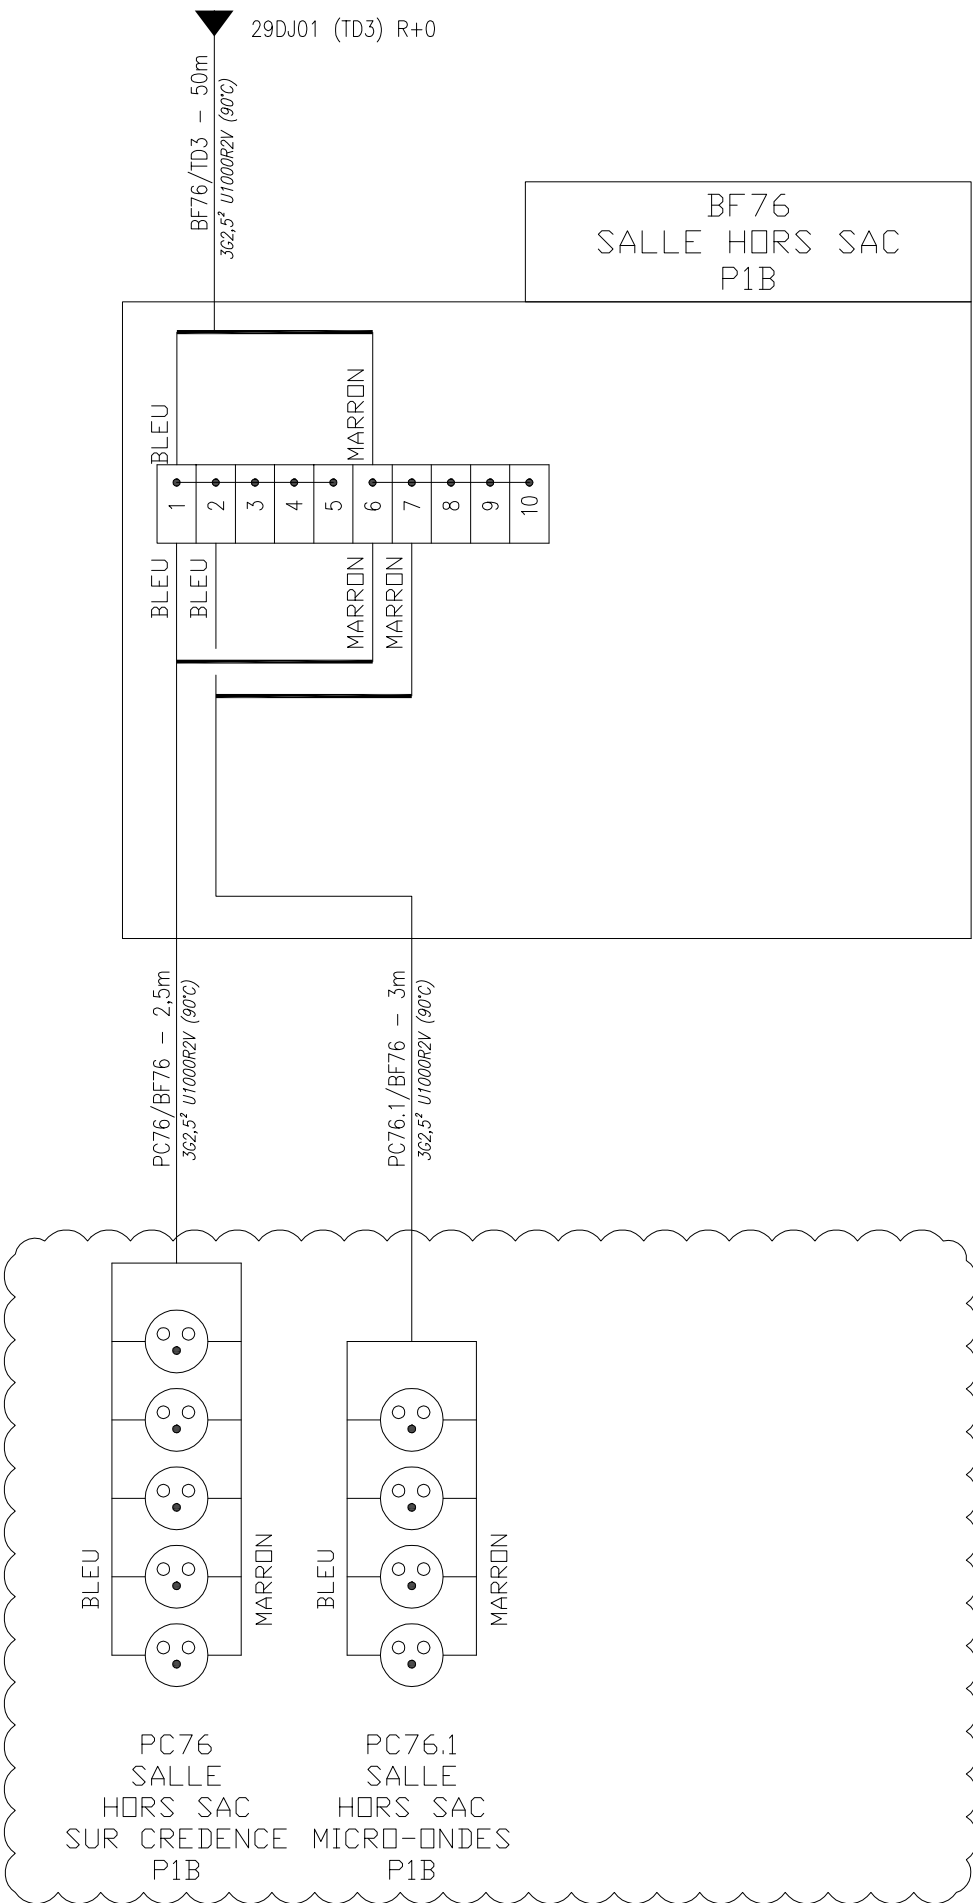 29DJ01 (TD3) R+0
BF76/TD3 - 50m
3G2,5² U1000R2V (90°C)
BF76
SALLE HORS SAC
P1B
BLEU
MARRON
1 2 3 4 5 6 7 8 9 10
BLEU
BLEU
MARRON
MARRON
PC76/BF76 - 2,5m
3G2,5² U1000R2V (90°C)
PC76.1/BF76 - 3m
3G2,5² U1000R2V (90°C)
BLEU
MARRON
BLEU
MARRON
PC76
SALLE
HORS SAC
SUR CREDENCE
P1B
PC76.1
SALLE
HORS SAC
MICRO-ONDES
P1B